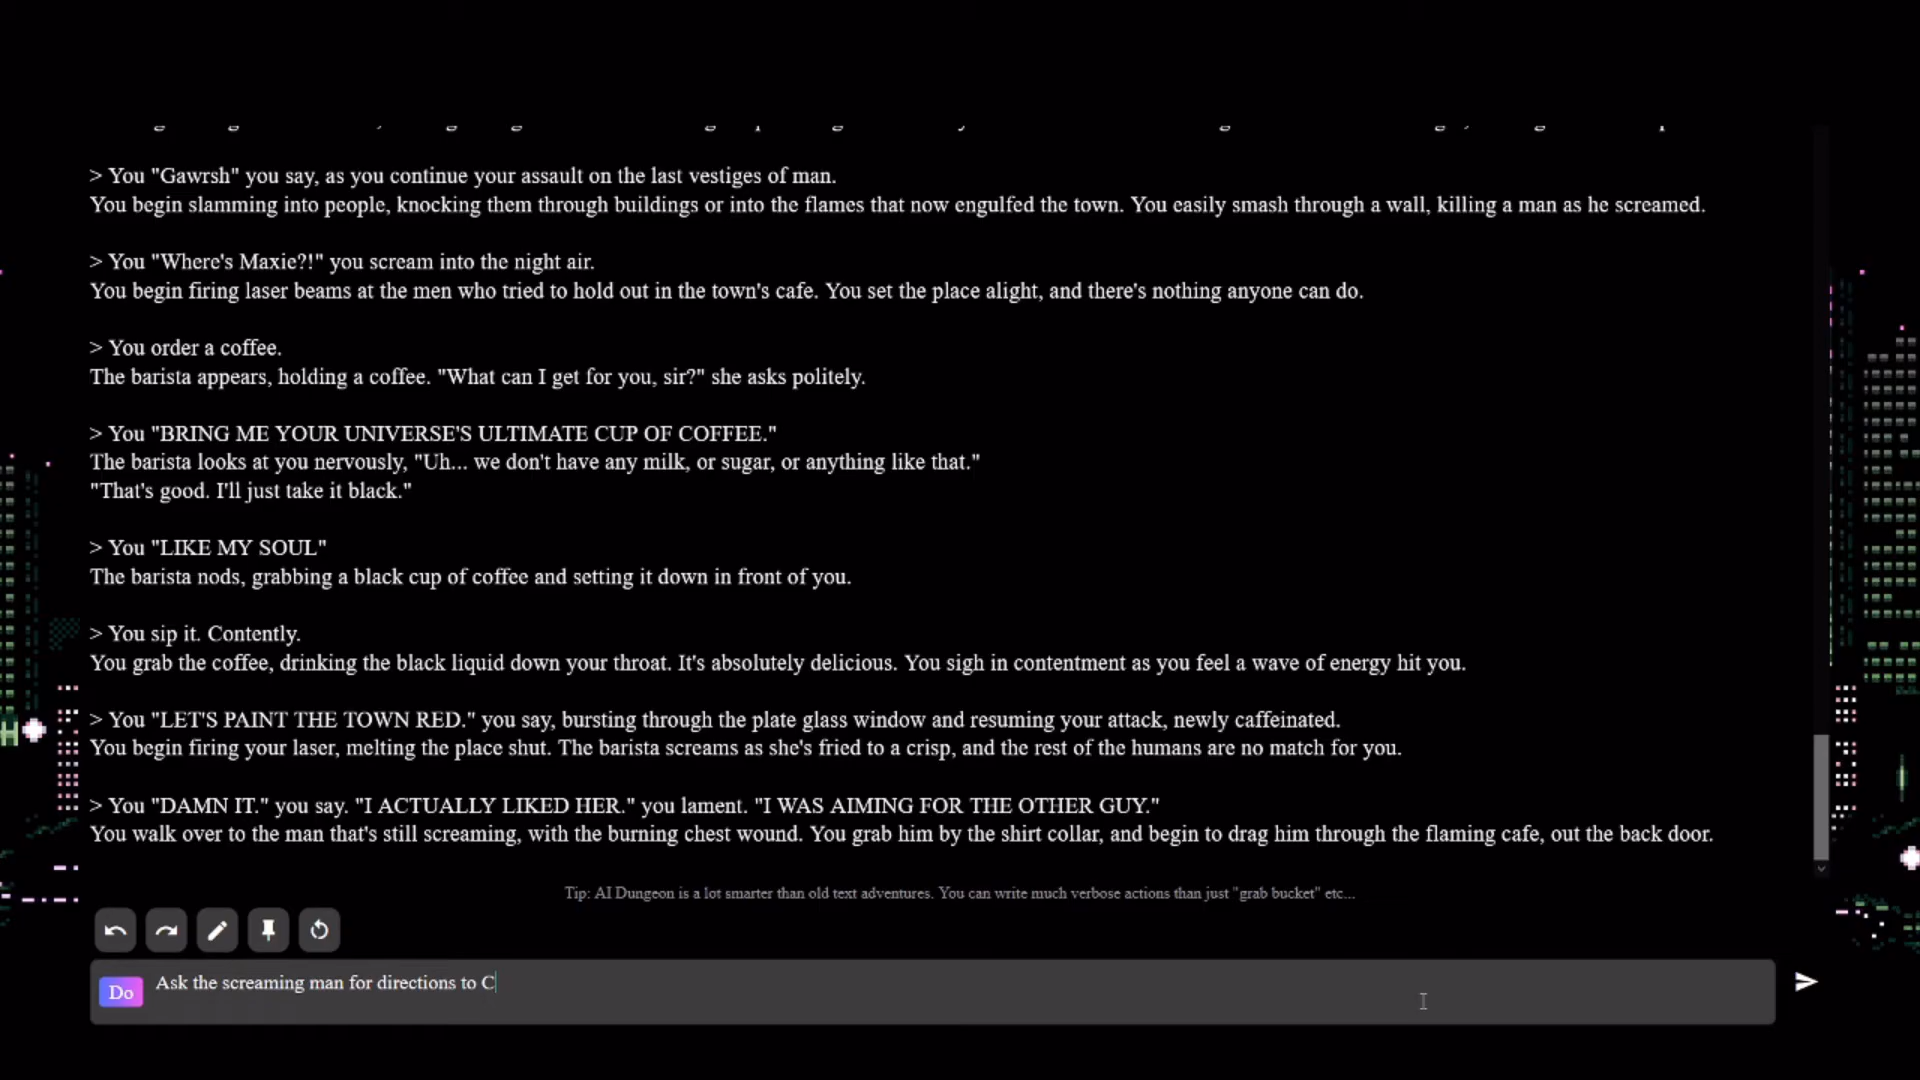 > You "Gawrsh" you say, as you continue your assault on the last vestiges of man.
You begin slamming into people, knocking them through buildings or into the flames that now engulfed the town. You easily smash through a wall, killing a man as he screamed.
> You "Where's Maxie?!" you scream into the night air.
You begin firing laser beams at the men who tried to hold out in the town's cafe. You set the place alight, and there's nothing anyone can do.
> You order a coffee.
The barista appears, holding a coffee. "What can I get for you, sir?" she asks politely.
> You "BRING ME YOUR UNIVERSE'S ULTIMATE CUP OF COFFEE."
The barista looks at you nervously, "Uh... we don't have any milk, or sugar, or anything like that."
"That's good. I'll just take it black."
> You "LIKE MY SOUL"
The barista nods, grabbing a black cup of coffee and setting it down in front of you.
> You sip it. Contently.
You grab the coffee, drinking the black liquid down your throat. It's absolutely delicious. You sigh in contentment as you feel a wave of energy hit you.
> You "LET'S PAINT THE TOWN RED." you say, bursting through the plate glass window and resuming your attack, newly caffeinated.
You begin firing your laser, melting the place shut. The barista screams as she's fried to a crisp, and the rest of the humans are no match for you.
> You "DAMN IT." you say. "I ACTUALLY LIKED HER." you lament. "I WAS AIMING FOR THE OTHER GUY."
You walk over to the man that's still screaming, with the burning chest wound. You grab him by the shirt collar, and begin to drag him through the flaming cafe, out the back door.
Tip: AI Dungeon is a lot smarter than old text adventures. You can write much verbose actions than just "grab bucket" etc...
Do Ask the screaming man for directions to C